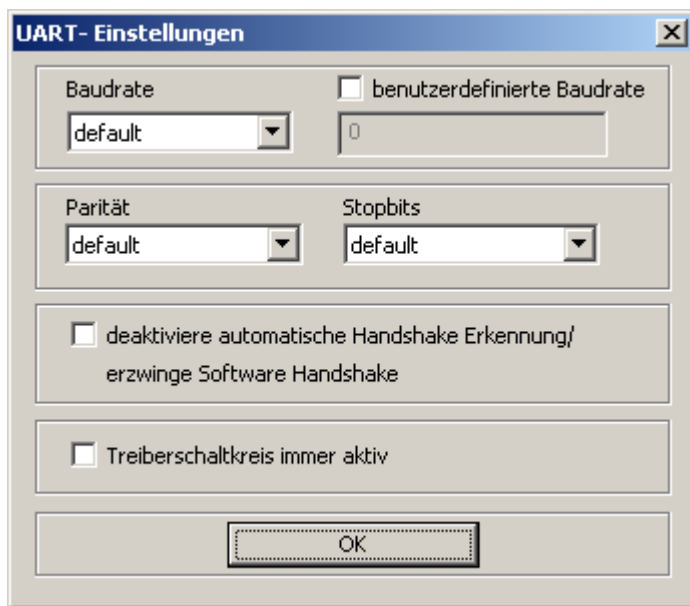 UART- Einstellungen
Baudrate
benutzerdefinierte Baudrate
default
0
Parität
Stopbits
default
default
deaktiviere automatische Handshake Erkennung/
erzwinge Software Handshake
Treiberschaltkreis immer aktiv
OK